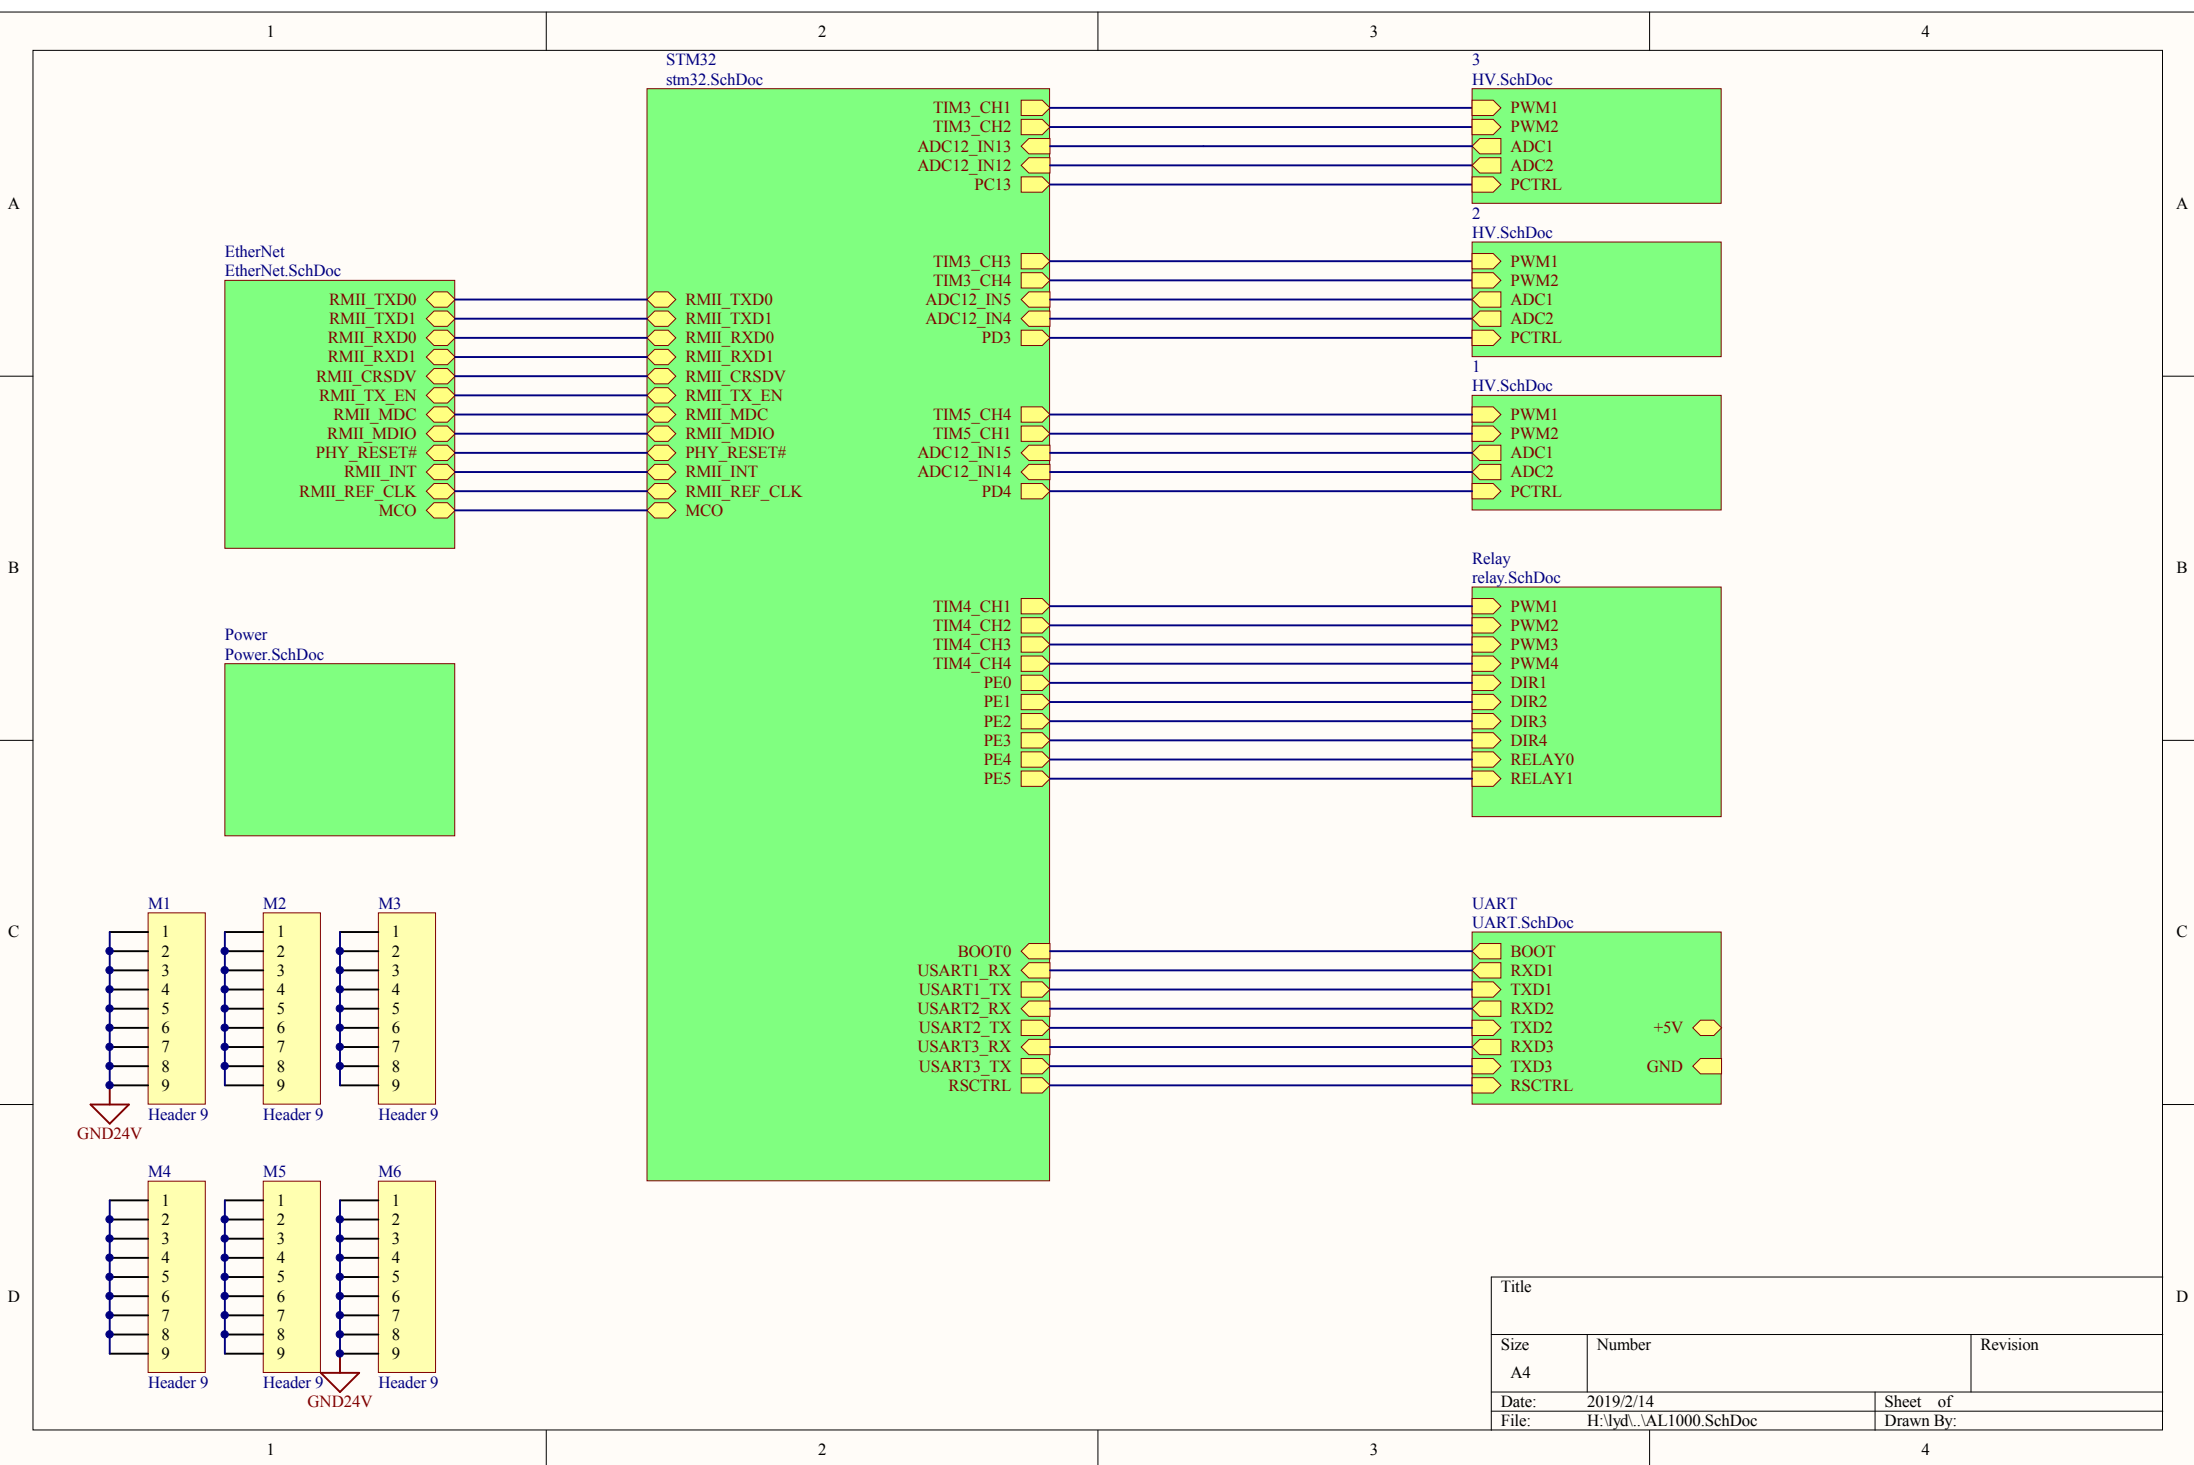 1 2 3 4
A
B
C
D
EtherNet
EtherNet.SchDoc
RMII_TXD0
RMII_TXD1
RMII_RXD0
RMII_RXD1
RMII_CRSDV
RMII_TX_EN
RMII_MDC
RMII_MDIO
PHY_RESET#
RMII_INT
RMII_REF_CLK
MCO
Power
Power.SchDoc
M1
1
2
3
4
5
6
7
8
9
Header 9
GND24V
M2
1
2
3
4
5
6
7
8
9
Header 9
M3
1
2
3
4
5
6
7
8
9
Header 9
M4
1
2
3
4
5
6
7
8
9
Header 9
M5
1
2
3
4
5
6
7
8
9
Header 9
M6
1
2
3
4
5
6
7
8
9
Header 9
GND24V
STM32
stm32.SchDoc
RMII_TXD0
RMII_TXD1
RMII_RXD0
RMII_RXD1
RMII_CRSDV
RMII_TX_EN
RMII_MDC
RMII_MDIO
PHY_RESET#
RMII_INT
RMII_REF_CLK
MCO
TIM3_CH1
TIM3_CH2
ADC12_IN13
ADC12_IN12
PC13
TIM3_CH3
TIM3_CH4
ADC12_IN5
ADC12_IN4
PD3
TIM5_CH4
TIM5_CH1
ADC12_IN15
ADC12_IN14
PD4
TIM4_CH1
TIM4_CH2
TIM4_CH3
TIM4_CH4
PE0
PE1
PE2
PE3
PE4
PE5
BOOT0
USART1_RX
USART1_TX
USART2_RX
USART2_TX
USART3_RX
USART3_TX
RSCTRL
3
HV.SchDoc
PWM1
PWM2
ADC1
ADC2
PCTRL
2
HV.SchDoc
PWM1
PWM2
ADC1
ADC2
PCTRL
1
HV.SchDoc
PWM1
PWM2
ADC1
ADC2
PCTRL
Relay
relay.SchDoc
PWM1
PWM2
PWM3
PWM4
DIR1
DIR2
DIR3
DIR4
RELAY0
RELAY1
UART
UART.SchDoc
BOOT
RXD1
TXD1
RXD2
TXD2 +5V
RXD3
TXD3 GND
RSCTRL
A
B
C
D
Title
Size Number Revision
A4
Date: 2019/2/14 Sheet of
File: H:\lyd\..\AL1000.SchDoc Drawn By:
1 2 3 4